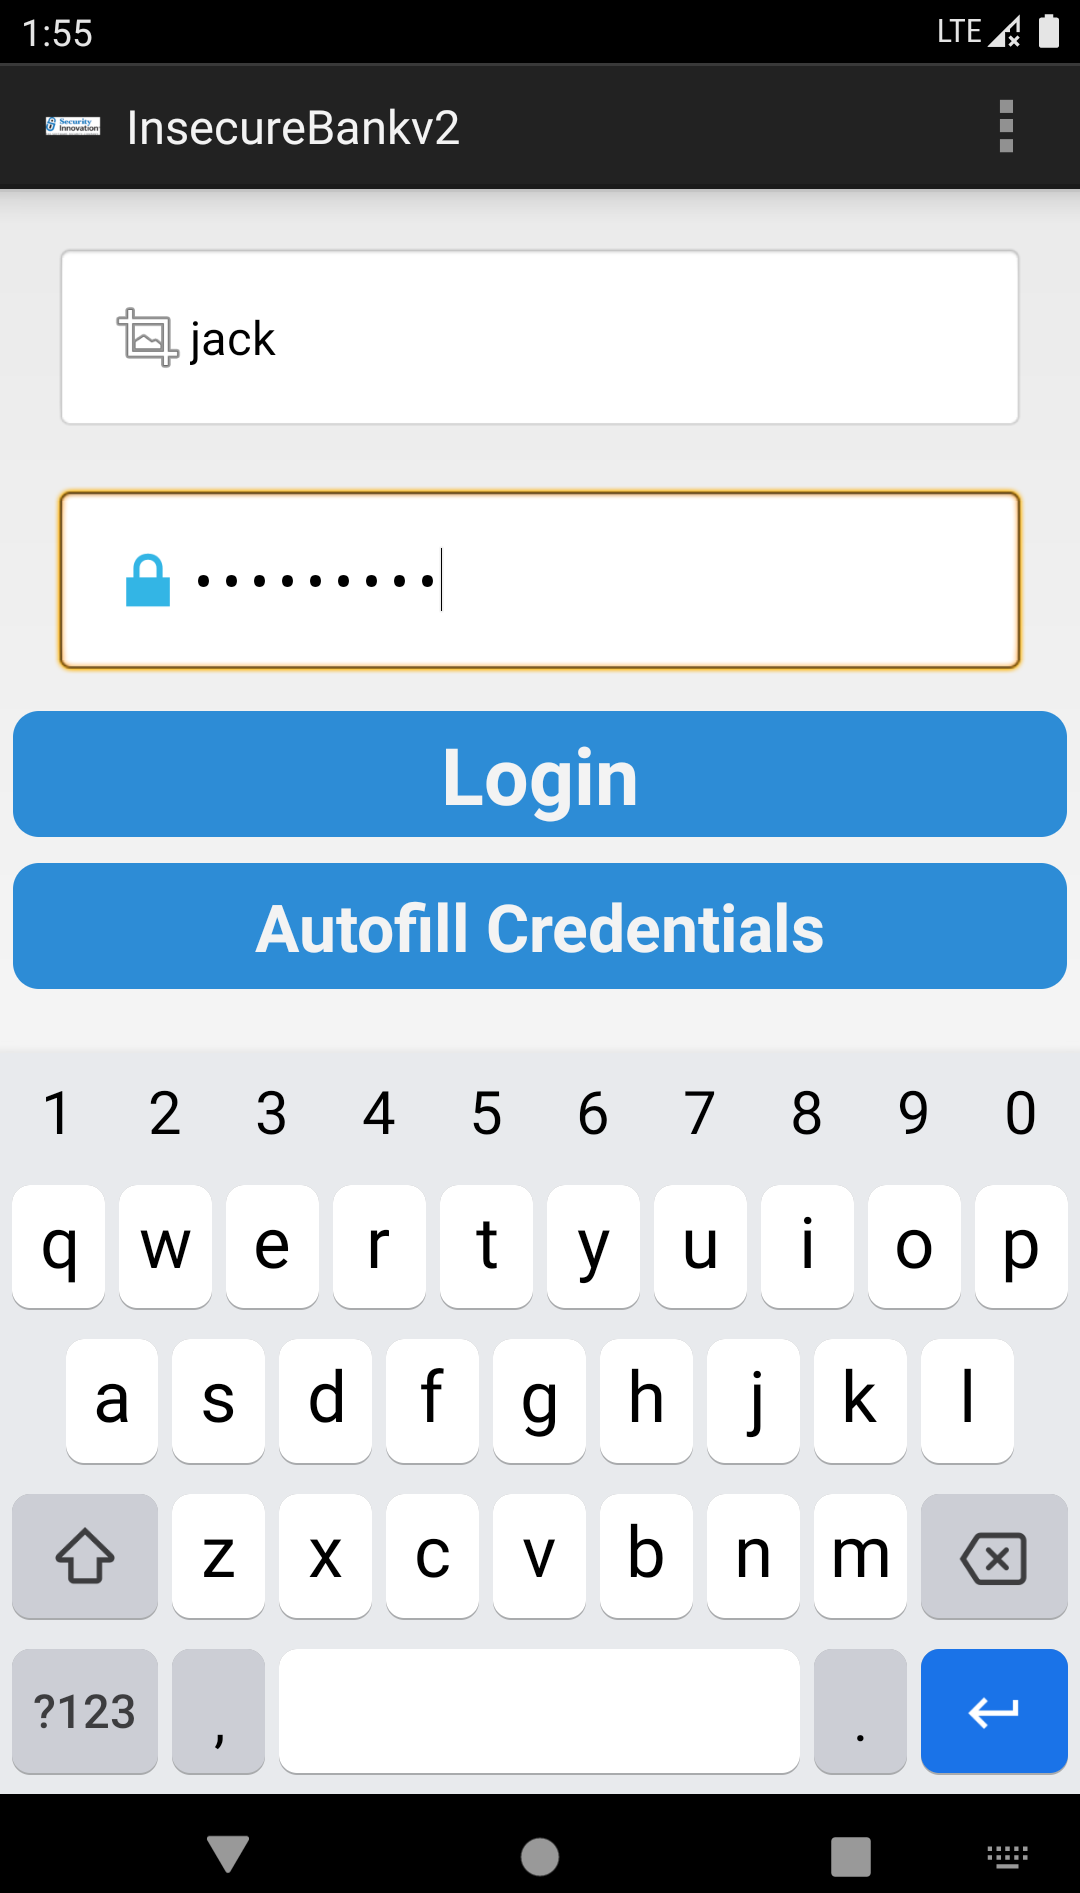 1:55 LTE
Security
Innovation
InsecureBankv2
jack
•••••••••
Login
Autofill Credentials
1 2 3 4 5 6 7 8 9 0
q w e r t y u i o p
a s d f g h j k l
z x c v b n m
?123 , .